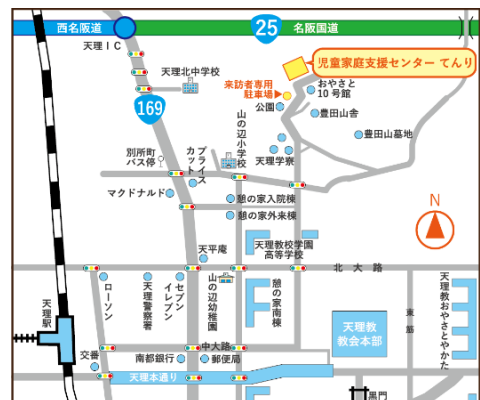 西名阪道
25
名阪国道
天理IC
天理北中学校
169
児童家庭支援センター てんり
来訪者専用
駐車場▶
おやさと
10号館
公園
豊田山舎
豊田山墓地
別所町
バス停
プライス
カット
山の辺小学校
天理学寮
マクドナルド
憩の家入院棟
憩の家外来棟
N
天平庵
天理教校学園
高等学校
北大路
ローソン
天理警察署
セブン
イレブン
山の辺幼稚園
憩の家南棟
天理教
教会本部
東筋
天理教おやさとやかた
天理駅
交番
中大路
南都銀行
郵便局
天理本通り
黒門